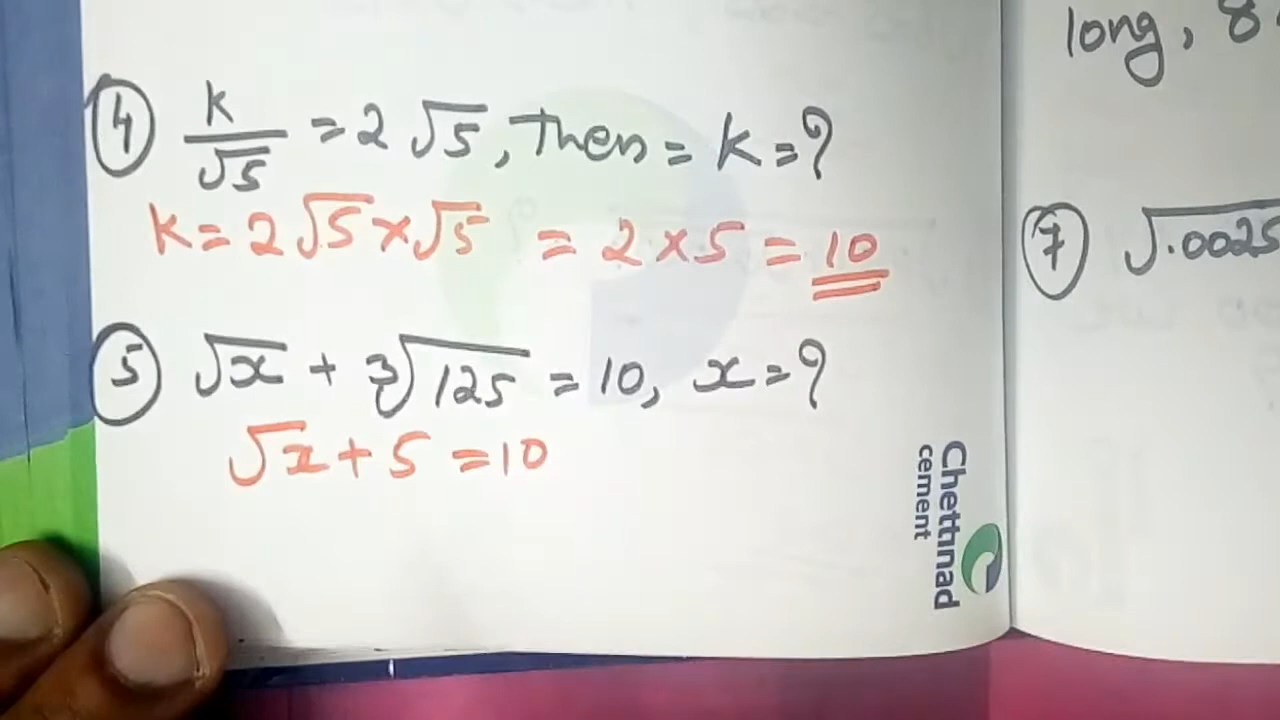 ④ k/√5 = 2√5, Then = k = ?
k = 2√5 × √5 = 2 × 5 = 10
⑤ √x + ∛125 = 10, x = ?
√x + 5 = 10
Chettinad
cement
long, 8
⑦ √.0025